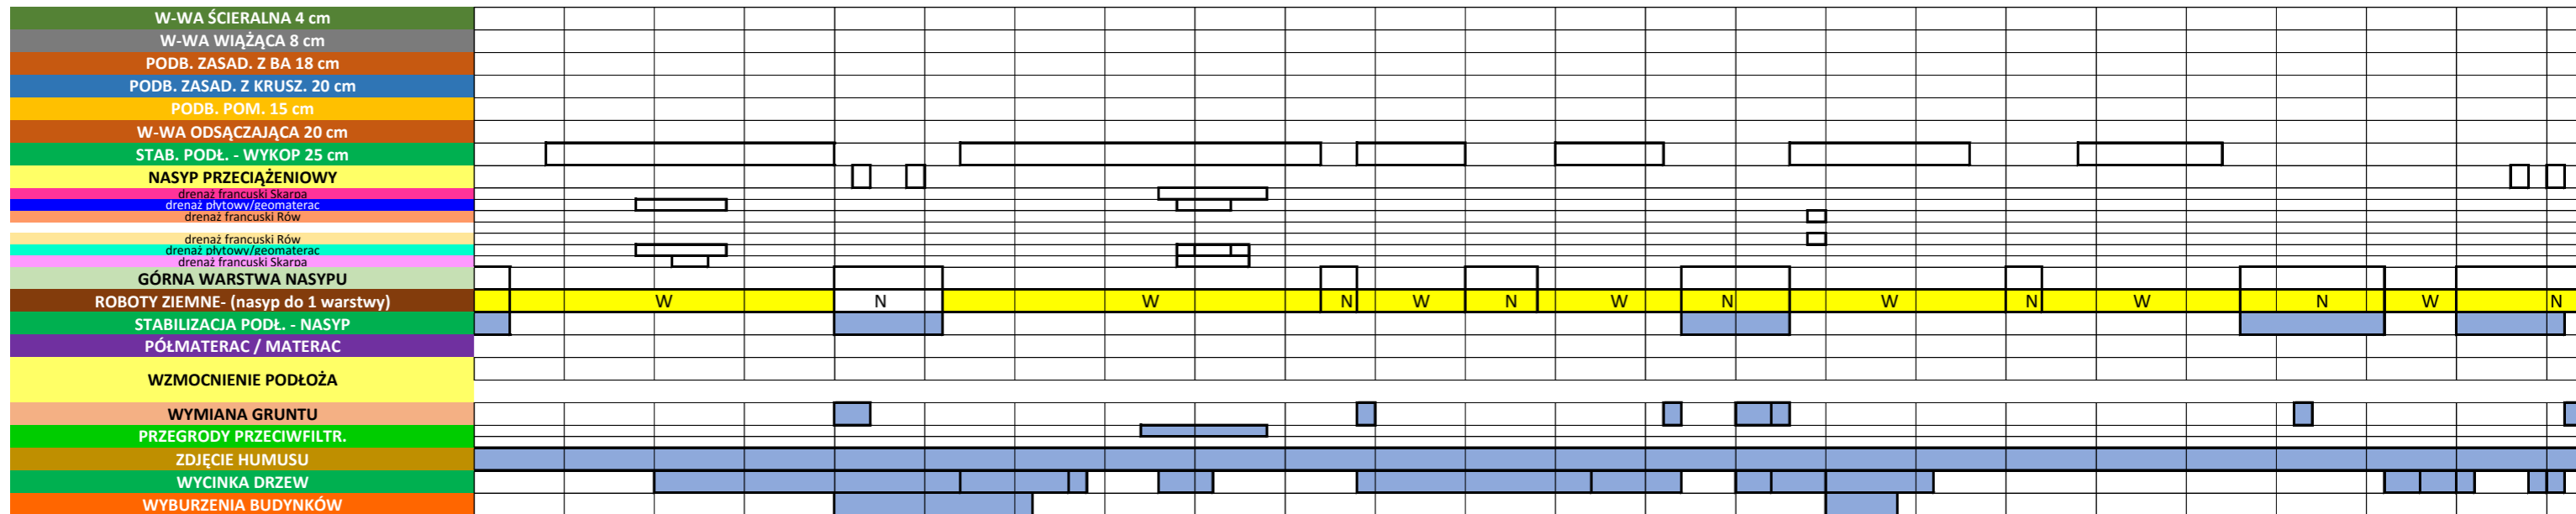 W-WA ŚCIERALNA 4 cm
W-WA WIĄŻĄCA 8 cm
PODB. ZASAD. Z BA 18 cm
PODB. ZASAD. Z KRUSZ. 20 cm
PODB. POM. 15 cm
W-WA ODSĄCZAJĄCA 20 cm
STAB. PODŁ. - WYKOP 25 cm
NASYP PRZECIĄŻENIOWY
drenaż francuski Skarpa
drenaż płytowy/geomaterac
drenaż francuski Rów
drenaż francuski Rów
drenaż płytowy/geomaterac
drenaż francuski Skarpa
GÓRNA WARSTWA NASYPU
ROBOTY ZIEMNE- (nasyp do 1 warstwy) W N W N W N W N W N W N W N
STABILIZACJA PODŁ. - NASYP
PÓŁMATERAC / MATERAC
WZMOCNIENIE PODŁOŻA
WYMIANA GRUNTU
PRZEGRODY PRZECIWFILTR.
ZDJĘCIE HUMUSU
WYCINKA DRZEW
WYBURZENIA BUDYNKÓW